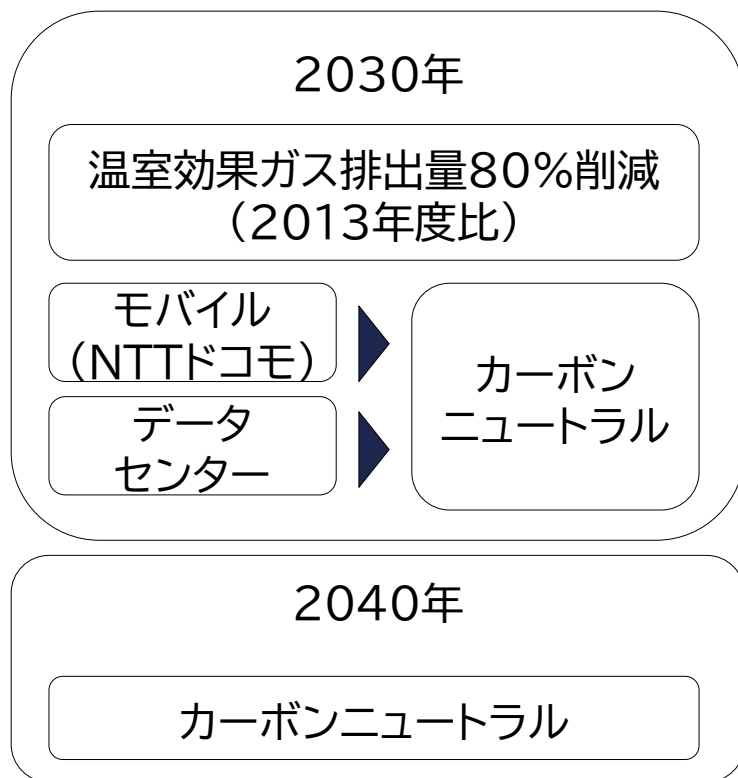 2030年
温室効果ガス排出量80%削減
（2013年度比）
モバイル
（NTTドコモ）
データ
センター
カーボン
ニュートラル
2040年
カーボンニュートラル